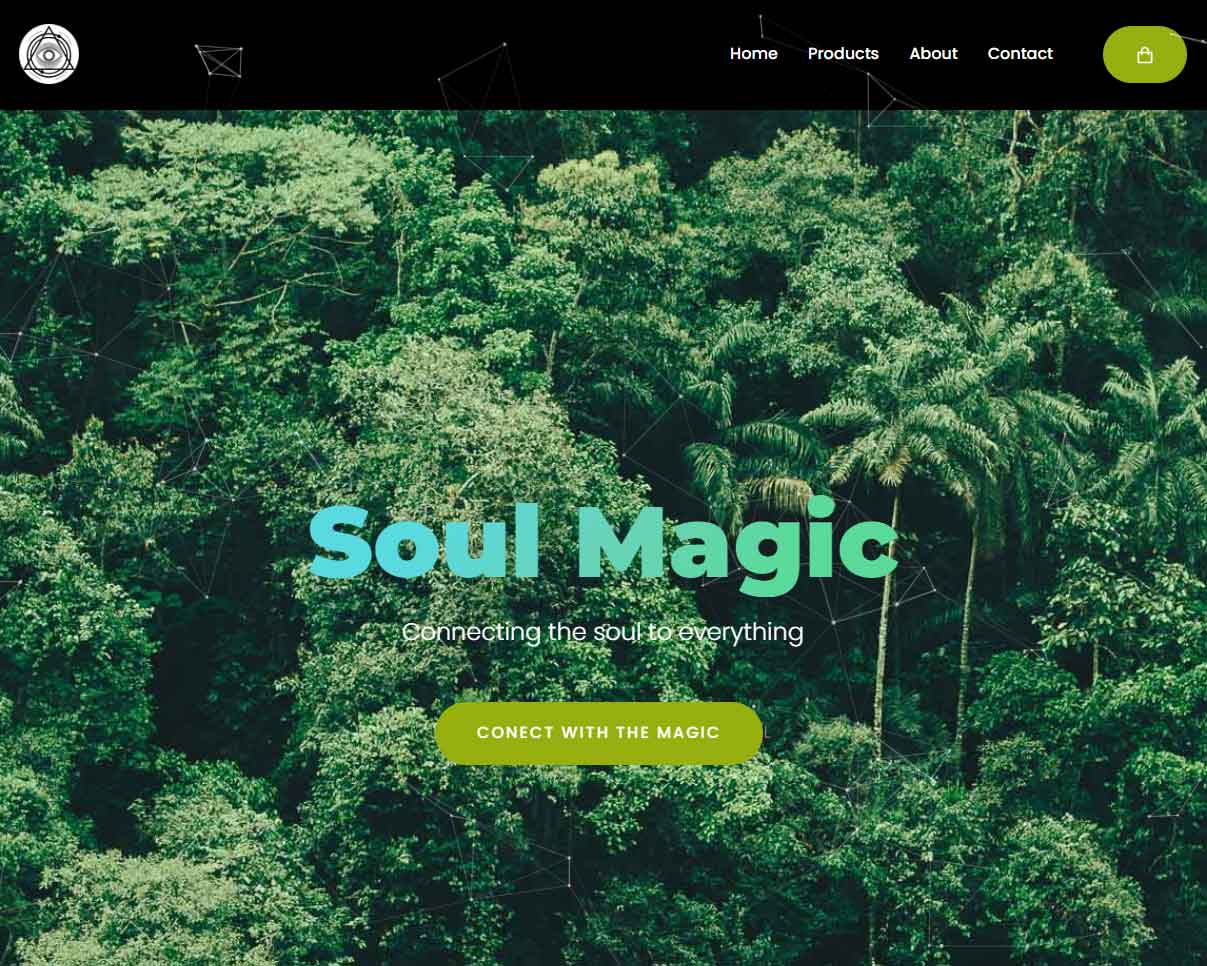 Home Products About Contact
Soul Magic
Connecting the soul to everything
CONECT WITH THE MAGIC